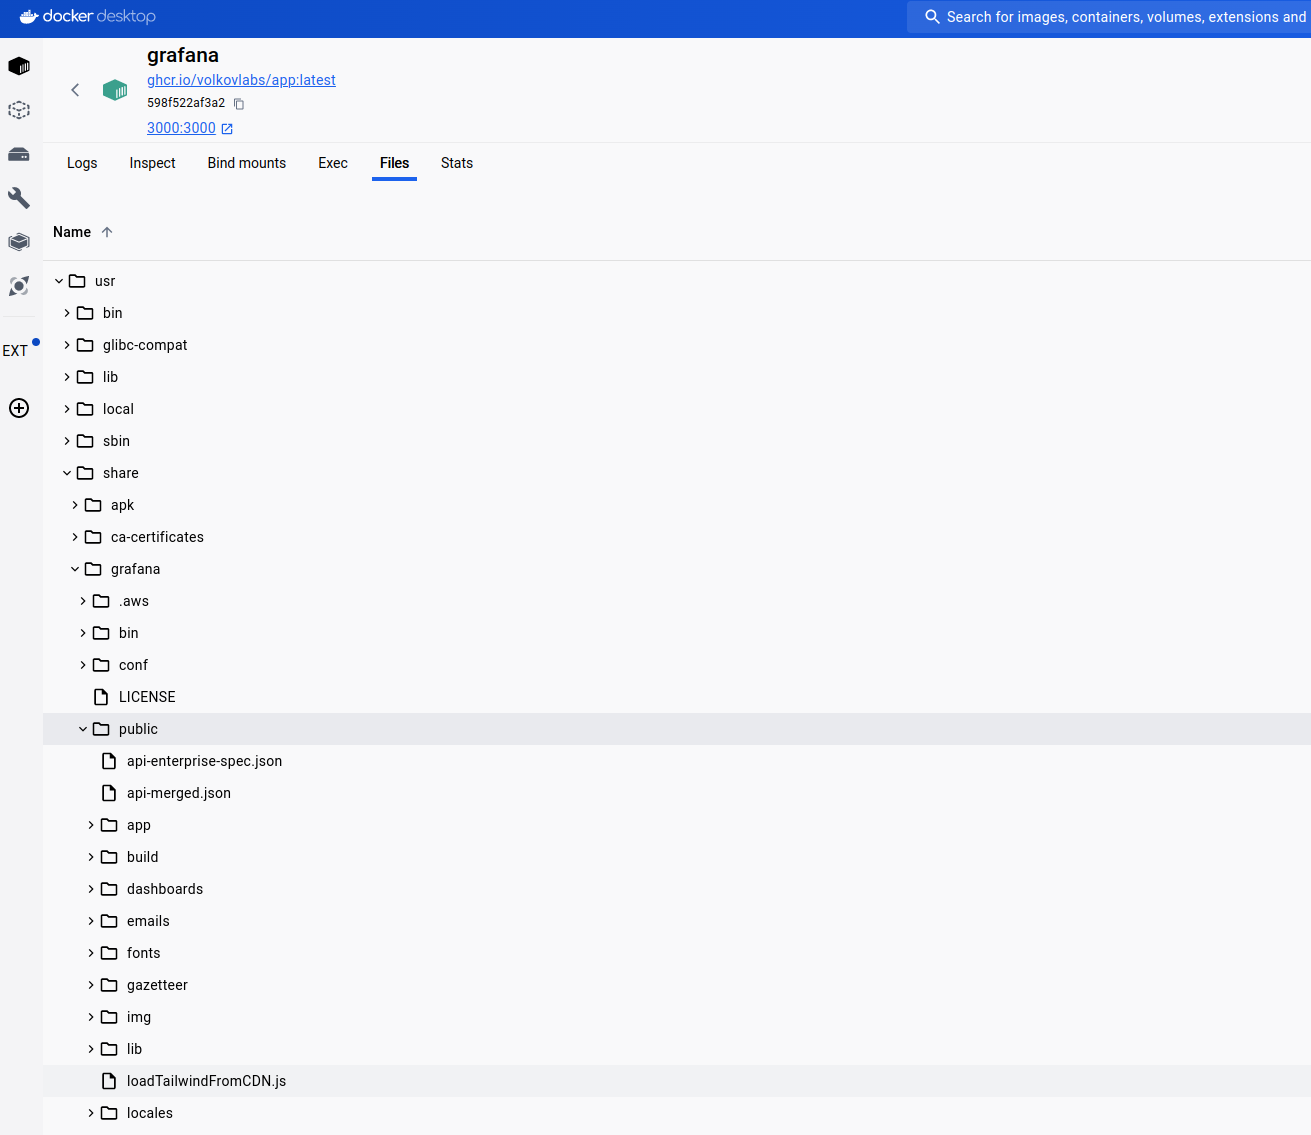 docker desktop
Search for images, containers, volumes, extensions and
grafana
ghcr.io/volkovlabs/app:latest
598f522af3a2
3000:3000
Logs Inspect Bind mounts Exec Files Stats
Name
usr
bin
glibc-compat
lib
local
sbin
share
apk
ca-certificates
grafana
.aws
bin
conf
LICENSE
public
api-enterprise-spec.json
api-merged.json
app
build
dashboards
emails
fonts
gazetteer
img
lib
loadTailwindFromCDN.js
locales
EXT